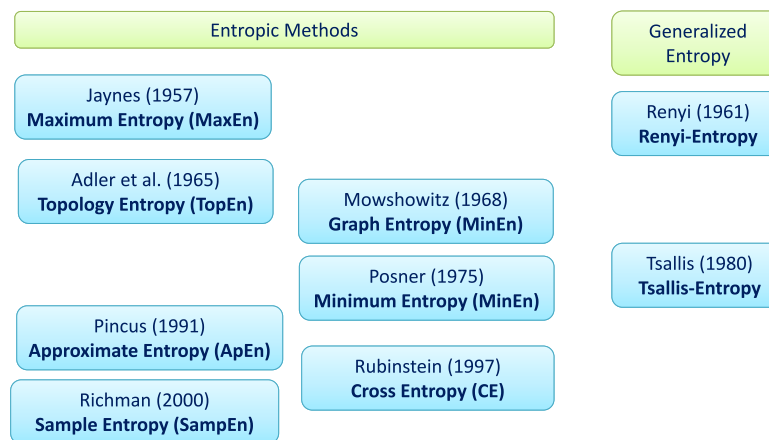 Entropic Methods
Generalized
Entropy
Jaynes (1957)
Maximum Entropy (MaxEn)
Renyi (1961)
Renyi-Entropy
Adler et al. (1965)
Topology Entropy (TopEn)
Mowshowitz (1968)
Graph Entropy (MinEn)
Posner (1975)
Minimum Entropy (MinEn)
Tsallis (1980)
Tsallis-Entropy
Pincus (1991)
Approximate Entropy (ApEn)
Rubinstein (1997)
Cross Entropy (CE)
Richman (2000)
Sample Entropy (SampEn)